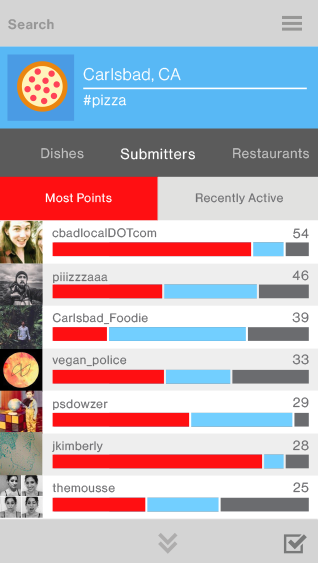 Search
Carlsbad, CA
#pizza
Dishes Submitters Restaurants
Most Points Recently Active
cbadlocalDOTcom 54
piiizzzaaa 46
Carlsbad_Foodie 39
vegan_police 33
psdowzer 29
jkimberly 28
themousse 25